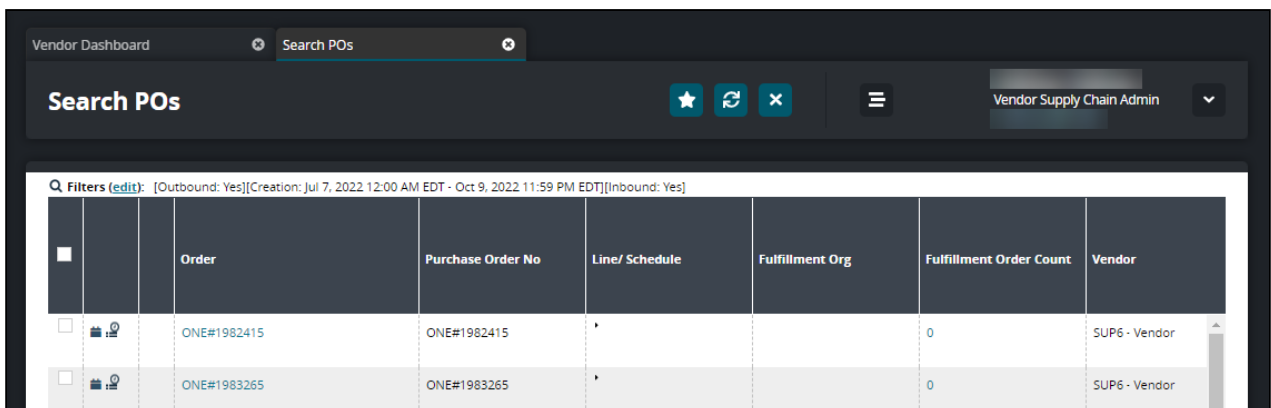 Vendor Dashboard Search POs
Search POs
Vendor Supply Chain Admin
Filters (edit): [Outbound: Yes][Creation: Jul 7, 2022 12:00 AM EDT - Oct 9, 2022 11:59 PM EDT][Inbound: Yes]
Order Purchase Order No Line/ Schedule Fulfillment Org Fulfillment Order Count Vendor
ONE#1982415 ONE#1982415 0 SUP6 - Vendor
ONE#1983265 ONE#1983265 0 SUP6 - Vendor